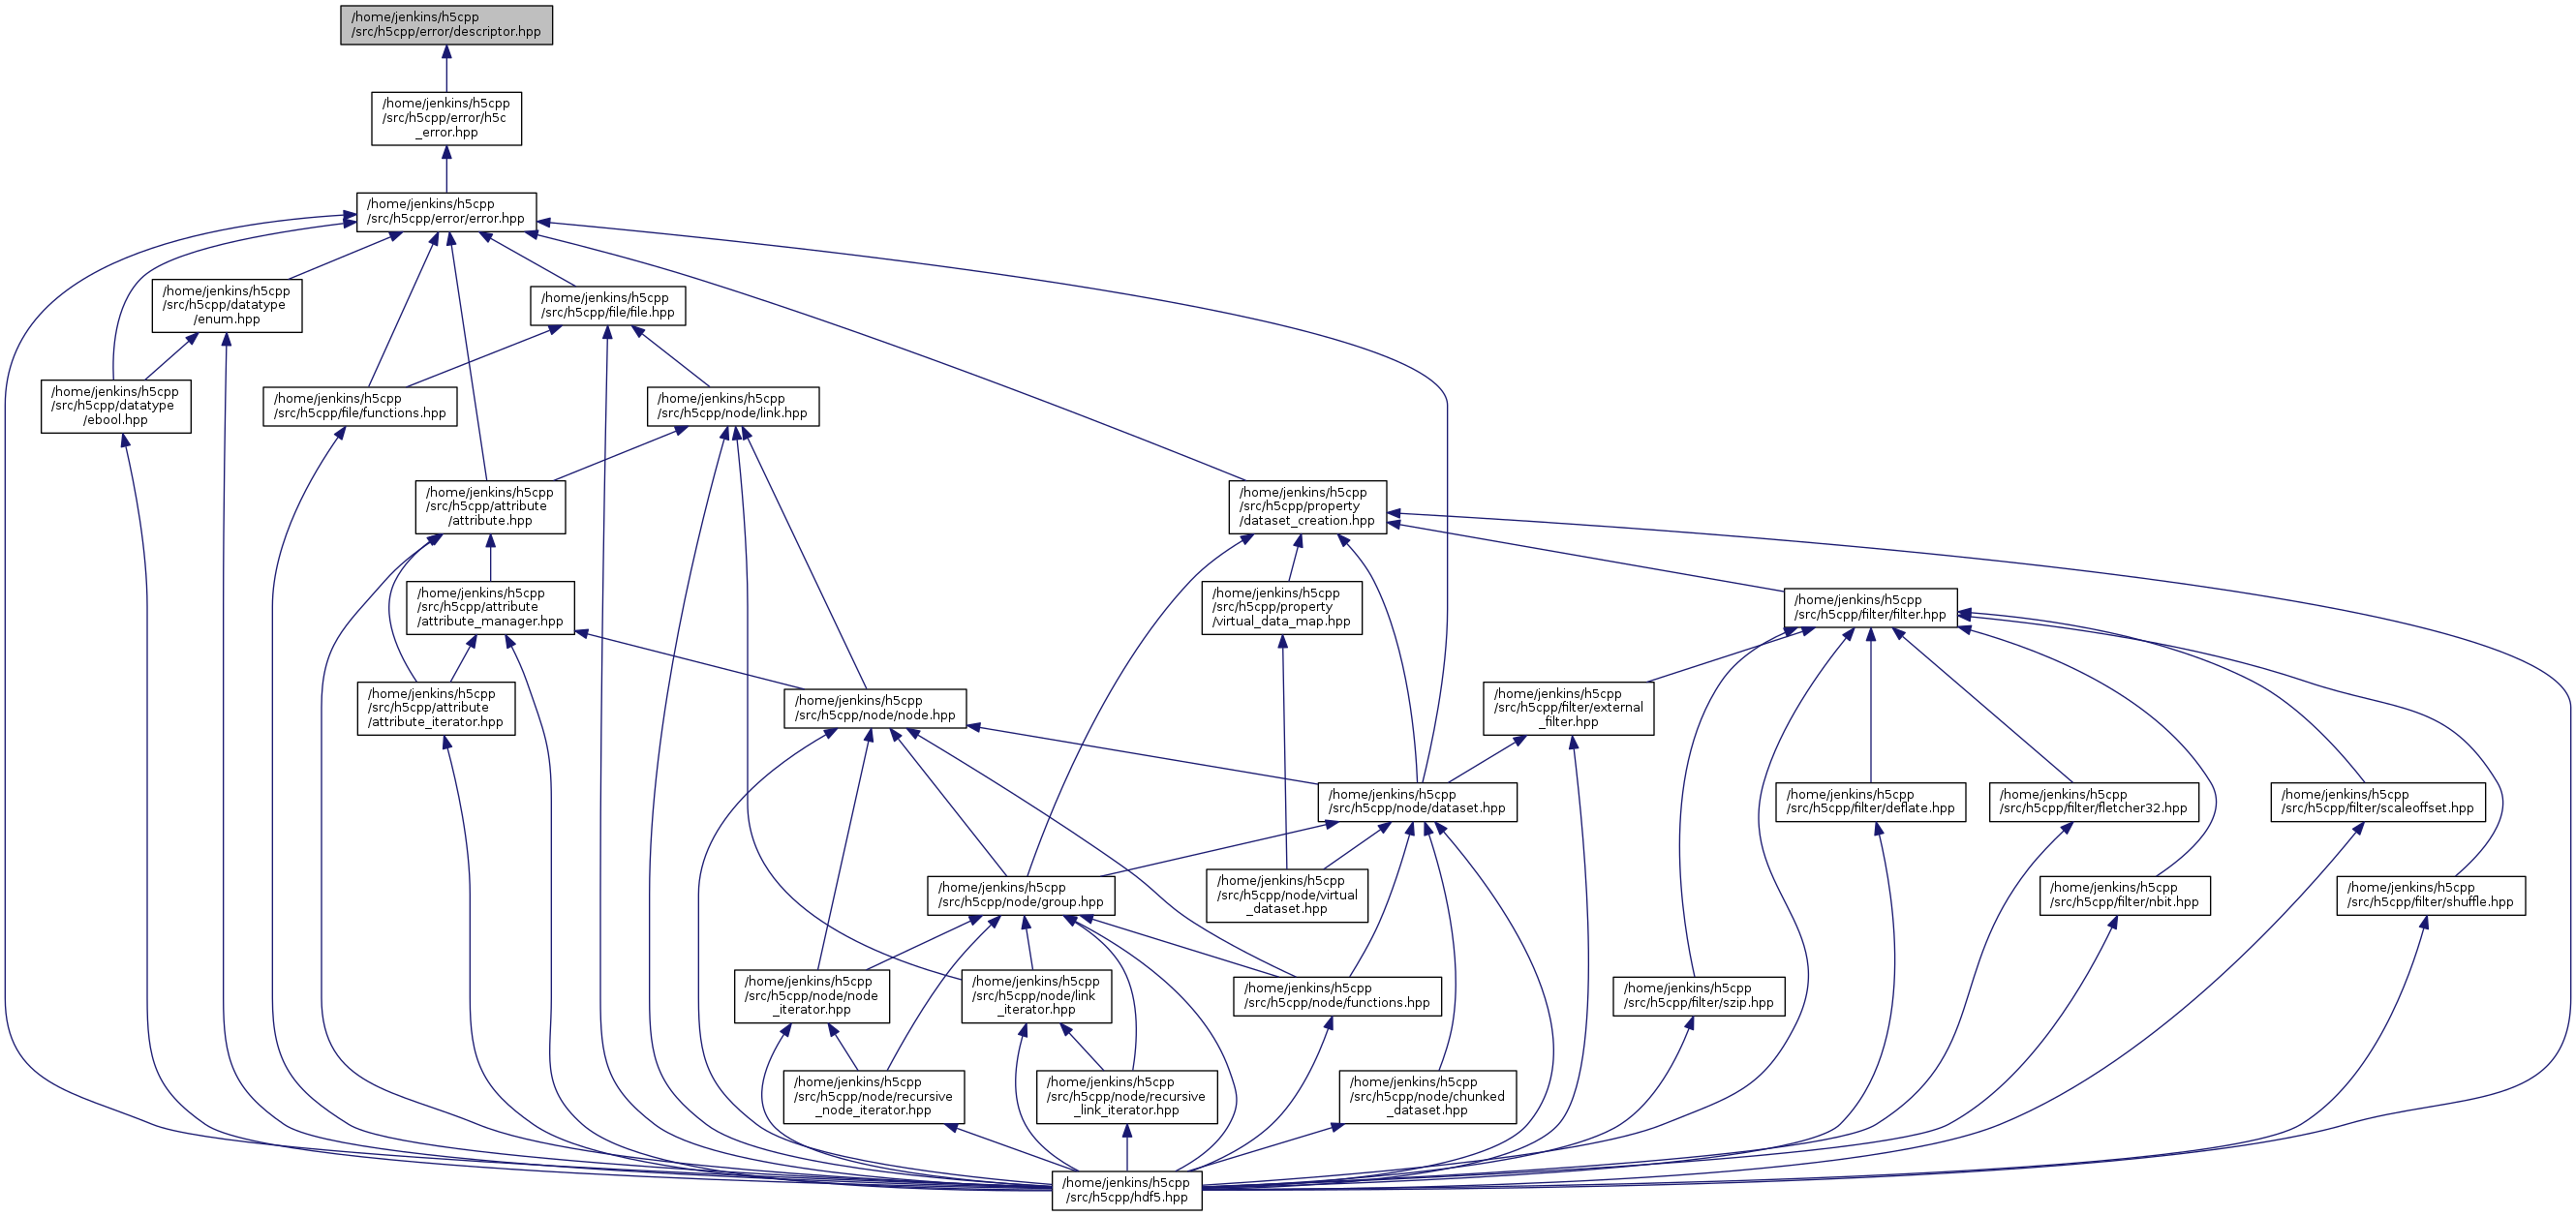 /home/jenkins/h5cpp
/src/h5cpp/error/descriptor.hpp
/home/jenkins/h5cpp
/src/h5cpp/error/h5c
_error.hpp
/home/jenkins/h5cpp
/src/h5cpp/error/error.hpp
/home/jenkins/h5cpp
/src/h5cpp/datatype
/enum.hpp
/home/jenkins/h5cpp
/src/h5cpp/file/file.hpp
/home/jenkins/h5cpp
/src/h5cpp/datatype
/ebool.hpp
/home/jenkins/h5cpp
/src/h5cpp/file/functions.hpp
/home/jenkins/h5cpp
/src/h5cpp/node/link.hpp
/home/jenkins/h5cpp
/src/h5cpp/attribute
/attribute.hpp
/home/jenkins/h5cpp
/src/h5cpp/property
/dataset_creation.hpp
/home/jenkins/h5cpp
/src/h5cpp/attribute
/attribute_manager.hpp
/home/jenkins/h5cpp
/src/h5cpp/property
/virtual_data_map.hpp
/home/jenkins/h5cpp
/src/h5cpp/filter/filter.hpp
/home/jenkins/h5cpp
/src/h5cpp/attribute
/attribute_iterator.hpp
/home/jenkins/h5cpp
/src/h5cpp/node/node.hpp
/home/jenkins/h5cpp
/src/h5cpp/filter/external
_filter.hpp
/home/jenkins/h5cpp
/src/h5cpp/node/dataset.hpp
/home/jenkins/h5cpp
/src/h5cpp/filter/deflate.hpp
/home/jenkins/h5cpp
/src/h5cpp/filter/fletcher32.hpp
/home/jenkins/h5cpp
/src/h5cpp/filter/scaleoffset.hpp
/home/jenkins/h5cpp
/src/h5cpp/node/group.hpp
/home/jenkins/h5cpp
/src/h5cpp/node/virtual
_dataset.hpp
/home/jenkins/h5cpp
/src/h5cpp/filter/nbit.hpp
/home/jenkins/h5cpp
/src/h5cpp/filter/shuffle.hpp
/home/jenkins/h5cpp
/src/h5cpp/node/node
_iterator.hpp
/home/jenkins/h5cpp
/src/h5cpp/node/link
_iterator.hpp
/home/jenkins/h5cpp
/src/h5cpp/node/functions.hpp
/home/jenkins/h5cpp
/src/h5cpp/filter/szip.hpp
/home/jenkins/h5cpp
/src/h5cpp/node/recursive
_node_iterator.hpp
/home/jenkins/h5cpp
/src/h5cpp/node/recursive
_link_iterator.hpp
/home/jenkins/h5cpp
/src/h5cpp/node/chunked
_dataset.hpp
/home/jenkins/h5cpp
/src/h5cpp/hdf5.hpp